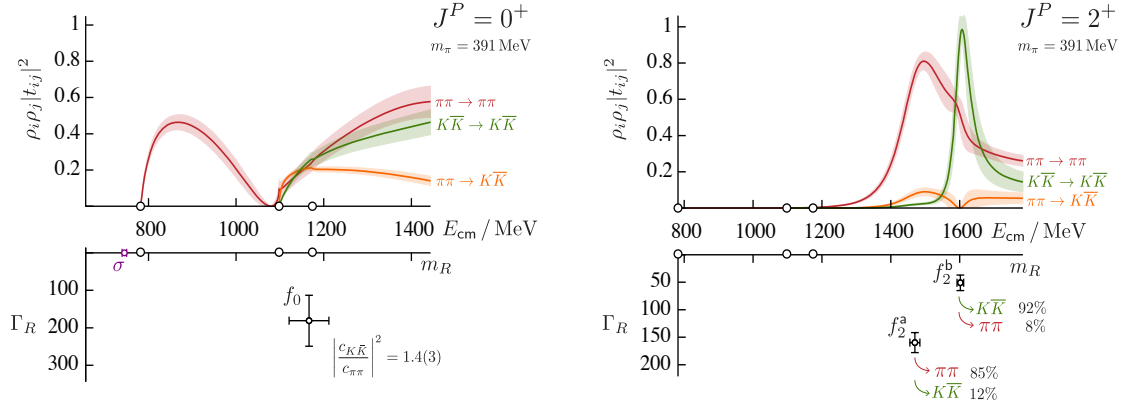 J^P = 0^+
m_π = 391 MeV
ρ_i ρ_j |t_ij|^2
1
0.8
0.6
0.4
0.2
ππ → ππ
KK̅ → KK̅
ππ → KK̅
800
1000
1200
1400
E_cm / MeV
σ
m_R
100
200
300
Γ_R
f_0
|c_KK̅ / c_ππ|^2 = 1.4(3)
J^P = 2^+
m_π = 391 MeV
ρ_i ρ_j |t_ij|^2
1
0.8
0.6
0.4
0.2
ππ → ππ
KK̅ → KK̅
ππ → KK̅
800
1000
1200
1400
1600
E_cm / MeV
m_R
50
100
150
200
Γ_R
f_2^b
KK̅ 92%
ππ 8%
f_2^a
ππ 85%
KK̅ 12%